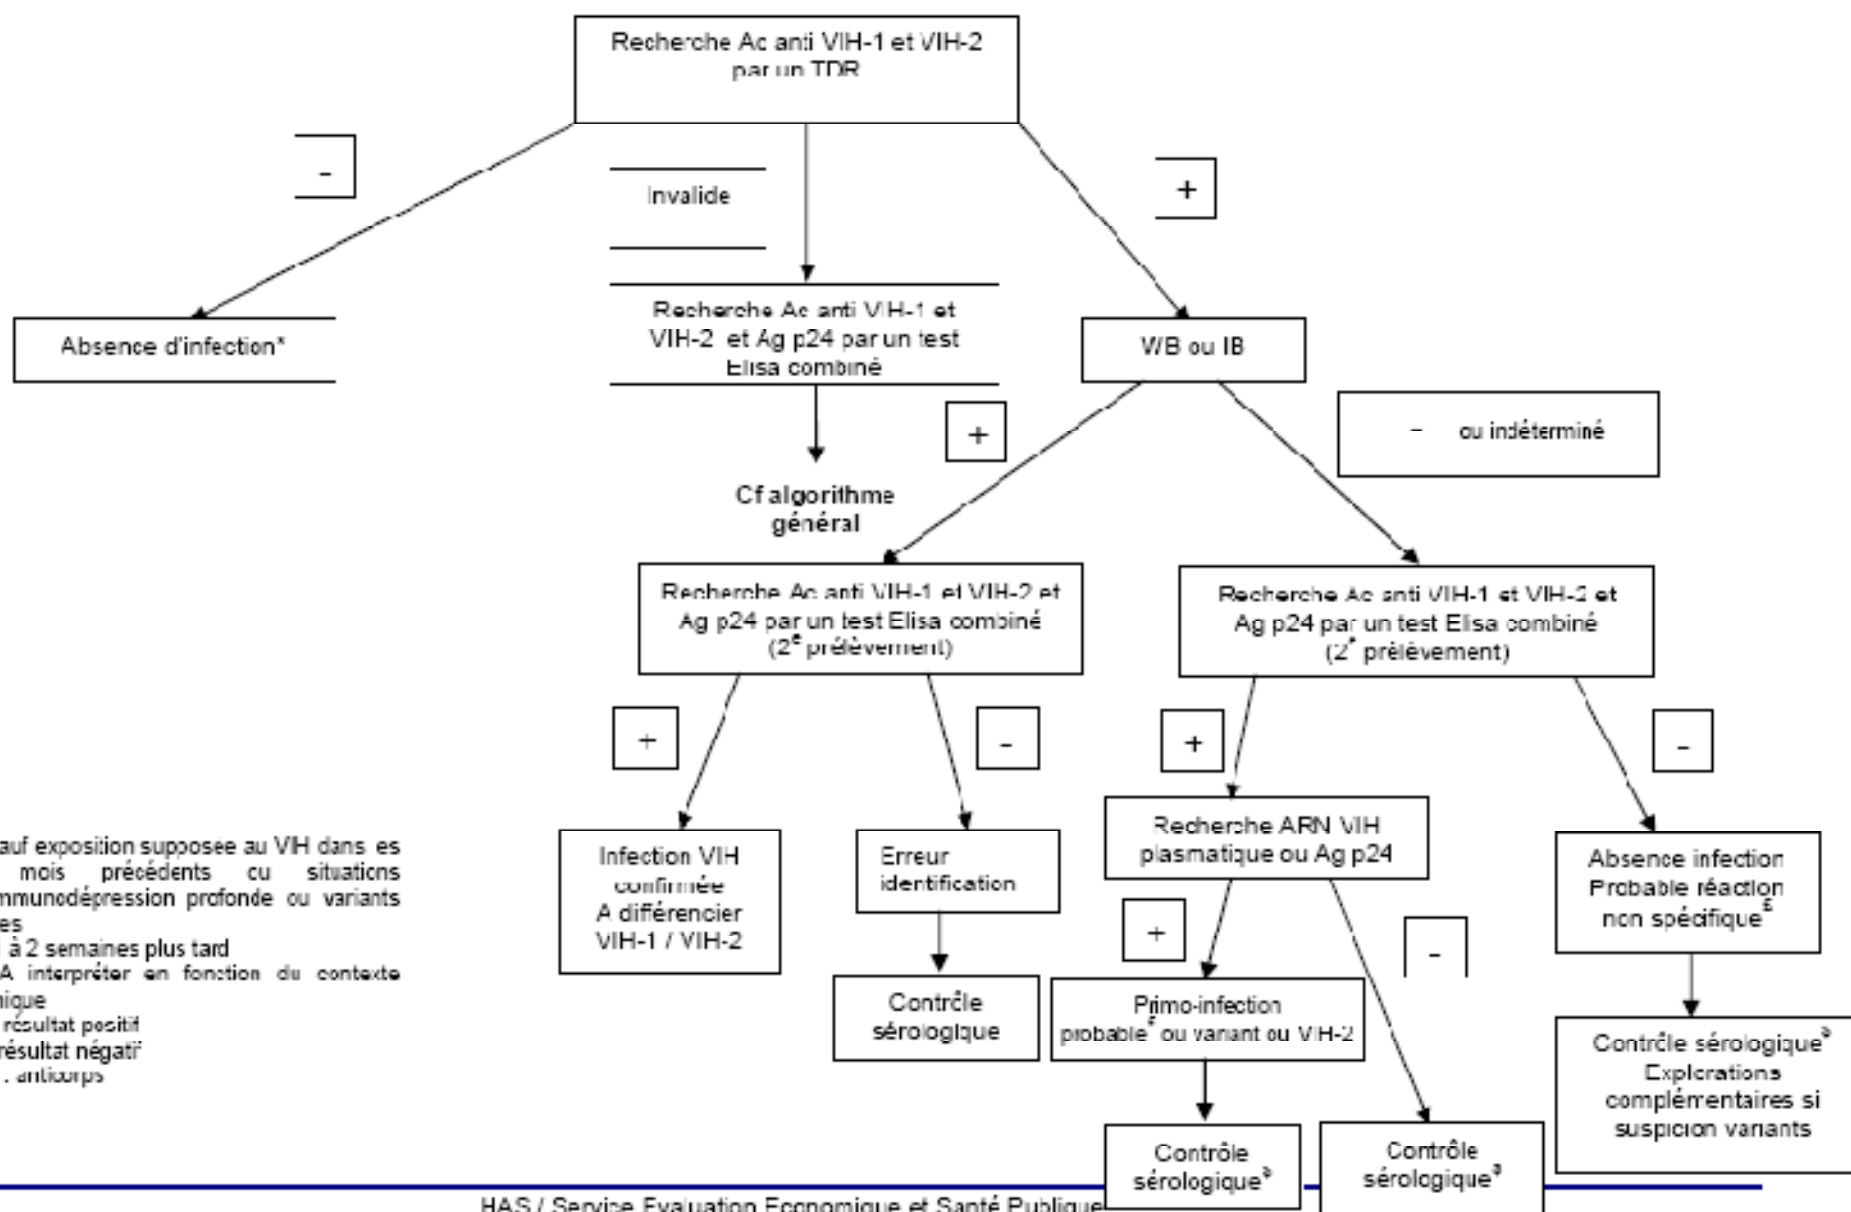 Recherche Ac anti VIH-1 et VIH-2
par un TDR
-
Invalide
+
Absence d'infection*
Recherche Ac anti VIH-1 et
VIH-2 et Ag p24 par un test
Elisa combiné
WB ou IB
+
- ou indéterminé
Cf algorithme
général
Recherche Ac anti VIH-1 et VIH-2 et
Ag p24 par un test Elisa combiné
(2e prélèvement)
Recherche Ac anti VIH-1 et VIH-2 et
Ag p24 par un test Elisa combiné
(2e prélèvement)
+
-
+
-
Infection VIH
confirmée
A différencier
VIH-1 / VIH-2
Erreur
identification
Recherche ARN VIH
plasmatique ou Ag p24
Absence infection
Probable réaction
non spécifique£
+
-
Contrôle
sérologique
Primo-infection
probable ou variant ou VIH-2
Contrôle sérologique
Explorations
complémentaires si
suspicion variants
Contrôle
sérologique
Contrôle
sérologique
auf exposition supposée au VIH dans es
mois précédents ou situations
mmunodépression profonde ou variants
es
à 2 semaines plus tard
A interpréter en fonction du contexte
nique
résultat positif
résultat négatif
: anticorps
HAS / Service Evaluation Economique et Santé Publique